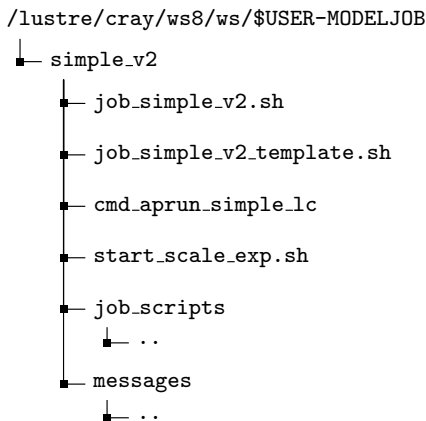 /lustre/cray/ws8/ws/$USER-MODELJOB
simple_v2
job_simple_v2.sh
job_simple_v2_template.sh
cmd_aprun_simple_lc
start_scale_exp.sh
job_scripts
..
messages
..